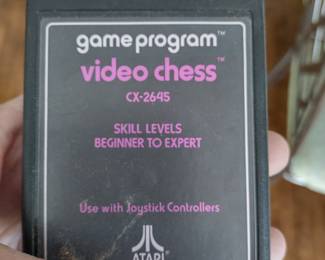 game program™
video chess™
CX-2645
SKILL LEVELS
BEGINNER TO EXPERT
Use with Joystick Controllers
ATARI